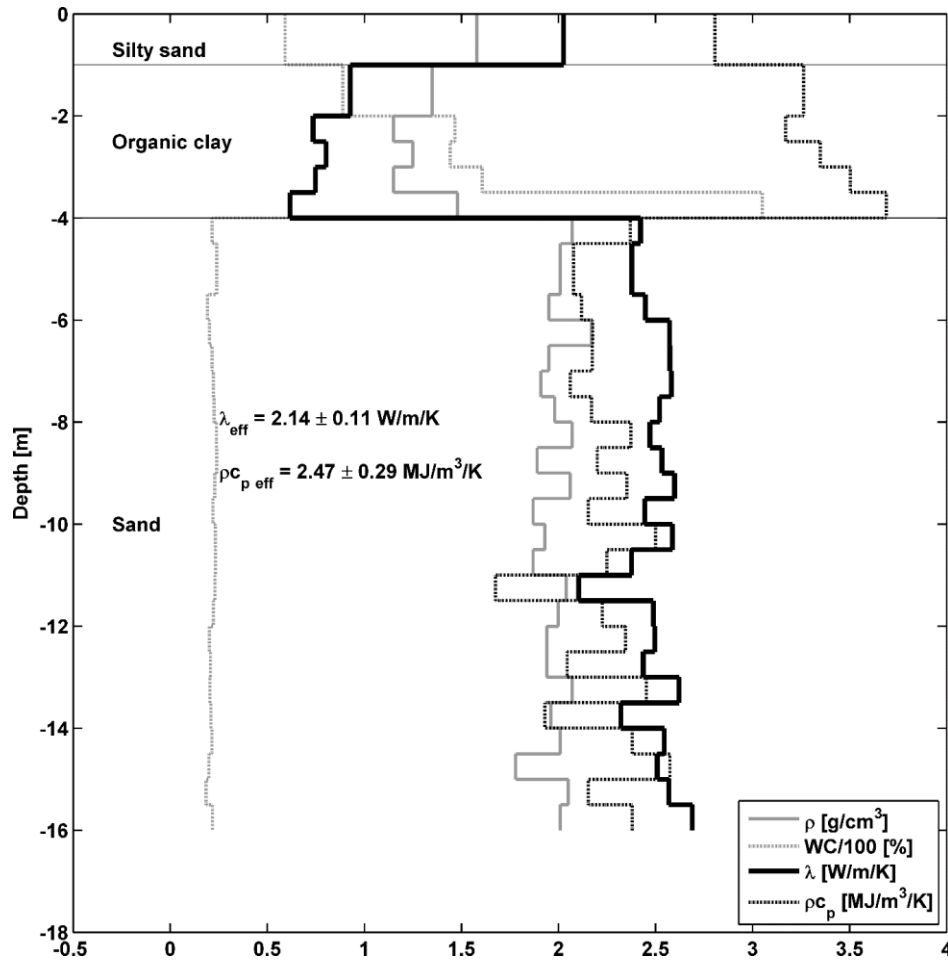 0
Silty sand
-2
Organic clay
-4
-6
λeff = 2.14 ± 0.11 W/m/K
-8
ρcp eff = 2.47 ± 0.29 MJ/m³/K
Depth [m]
-10
Sand
-12
-14
-16
ρ [g/cm³]
WC/100 [%]
λ [W/m/K]
ρcp [MJ/m³/K]
-18
-0.5 0 0.5 1 1.5 2 2.5 3 3.5 4